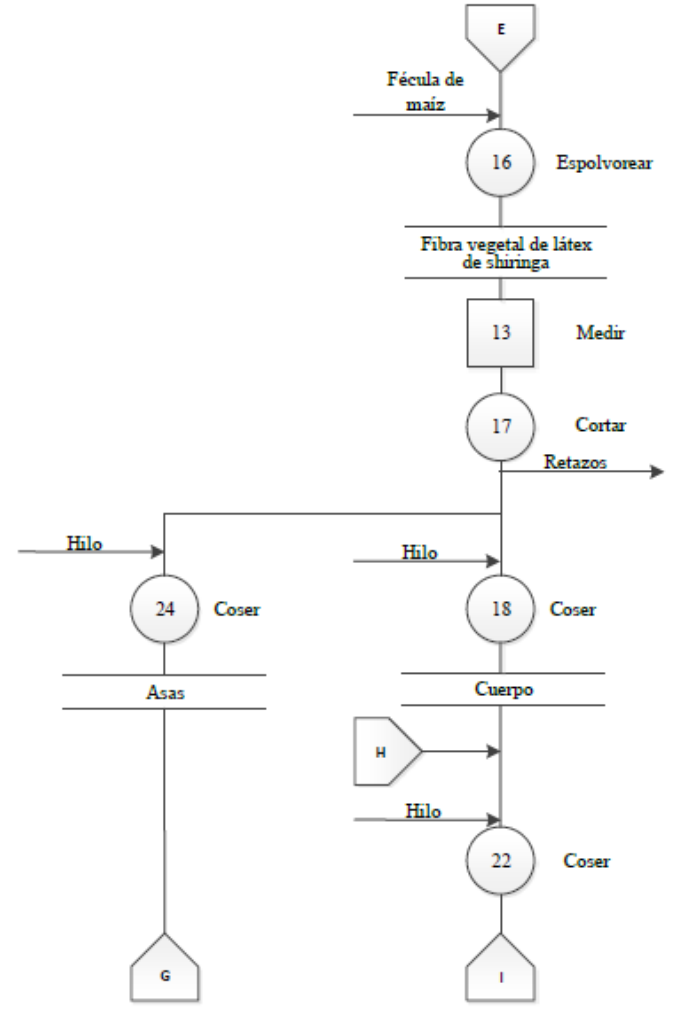 E
Fécula de
maíz
16
Espolvorear
Fibra vegetal de látex
de shiringa
13
Medir
17
Cortar
Retazos
Hilo
Hilo
24
Coser
18
Coser
Asas
Cuerpo
H
Hilo
22
Coser
G
I